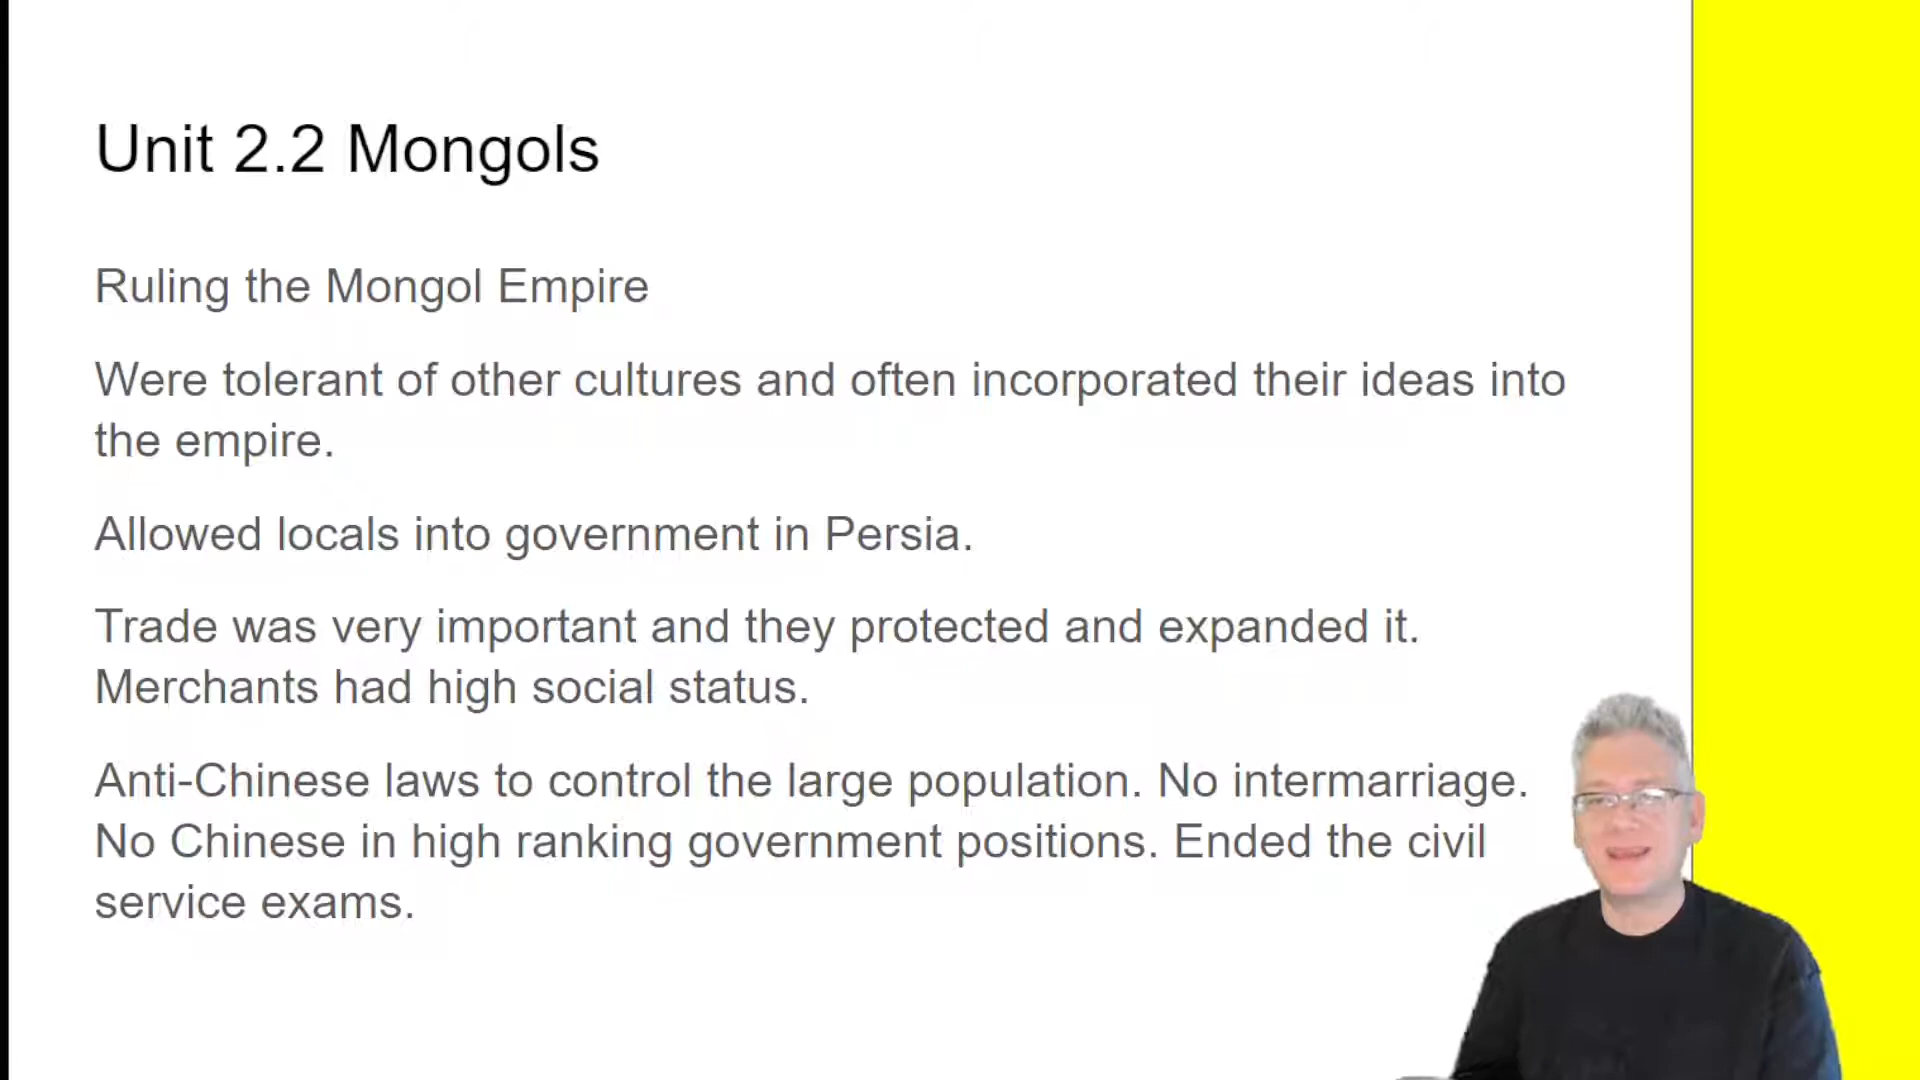 Unit 2.2 Mongols
Ruling the Mongol Empire
Were tolerant of other cultures and often incorporated their ideas into
the empire.
Allowed locals into government in Persia.
Trade was very important and they protected and expanded it.
Merchants had high social status.
Anti-Chinese laws to control the large population. No intermarriage.
No Chinese in high ranking government positions. Ended the civil
service exams.